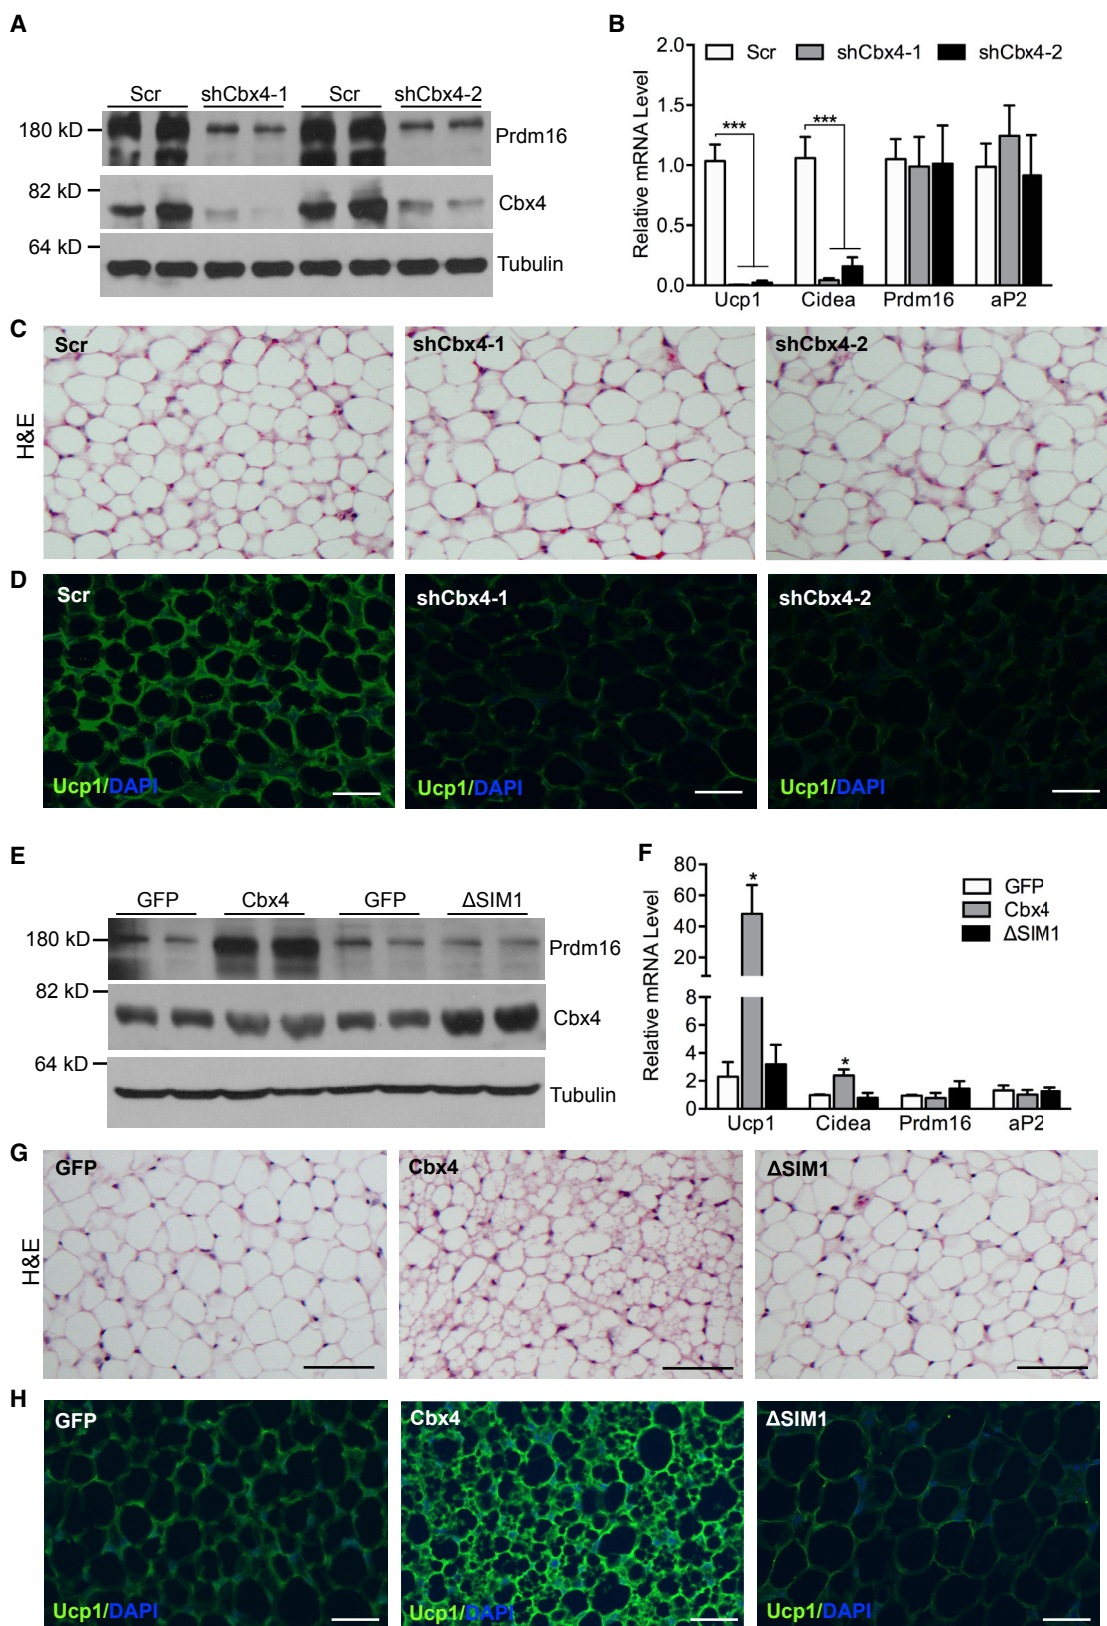 A
Scr shCbx4-1 Scr shCbx4-2
180 kD
Prdm16
82 kD
Cbx4
64 kD
Tubulin
B
Scr shCbx4-1 shCbx4-2
Relative mRNA Level
2.0
1.5
1.0
0.5
0.0
*** ***
Ucp1 Cidea Prdm16 aP2
C
H&E
Scr
shCbx4-1
shCbx4-2
D
Scr
shCbx4-1
shCbx4-2
Ucp1/DAPI
Ucp1/DAPI
Ucp1/DAPI
E
GFP Cbx4 GFP ΔSIM1
180 kD
Prdm16
82 kD
Cbx4
64 kD
Tubulin
F
Relative mRNA Level
80
60
40
20
8
6
4
2
0
*
*
GFP
Cbx4
ΔSIM1
Ucp1 Cidea Prdm16 aP2
G
H&E
GFP
Cbx4
ΔSIM1
H
GFP
Cbx4
ΔSIM1
Ucp1/DAPI
Ucp1/DAPI
Ucp1/DAPI